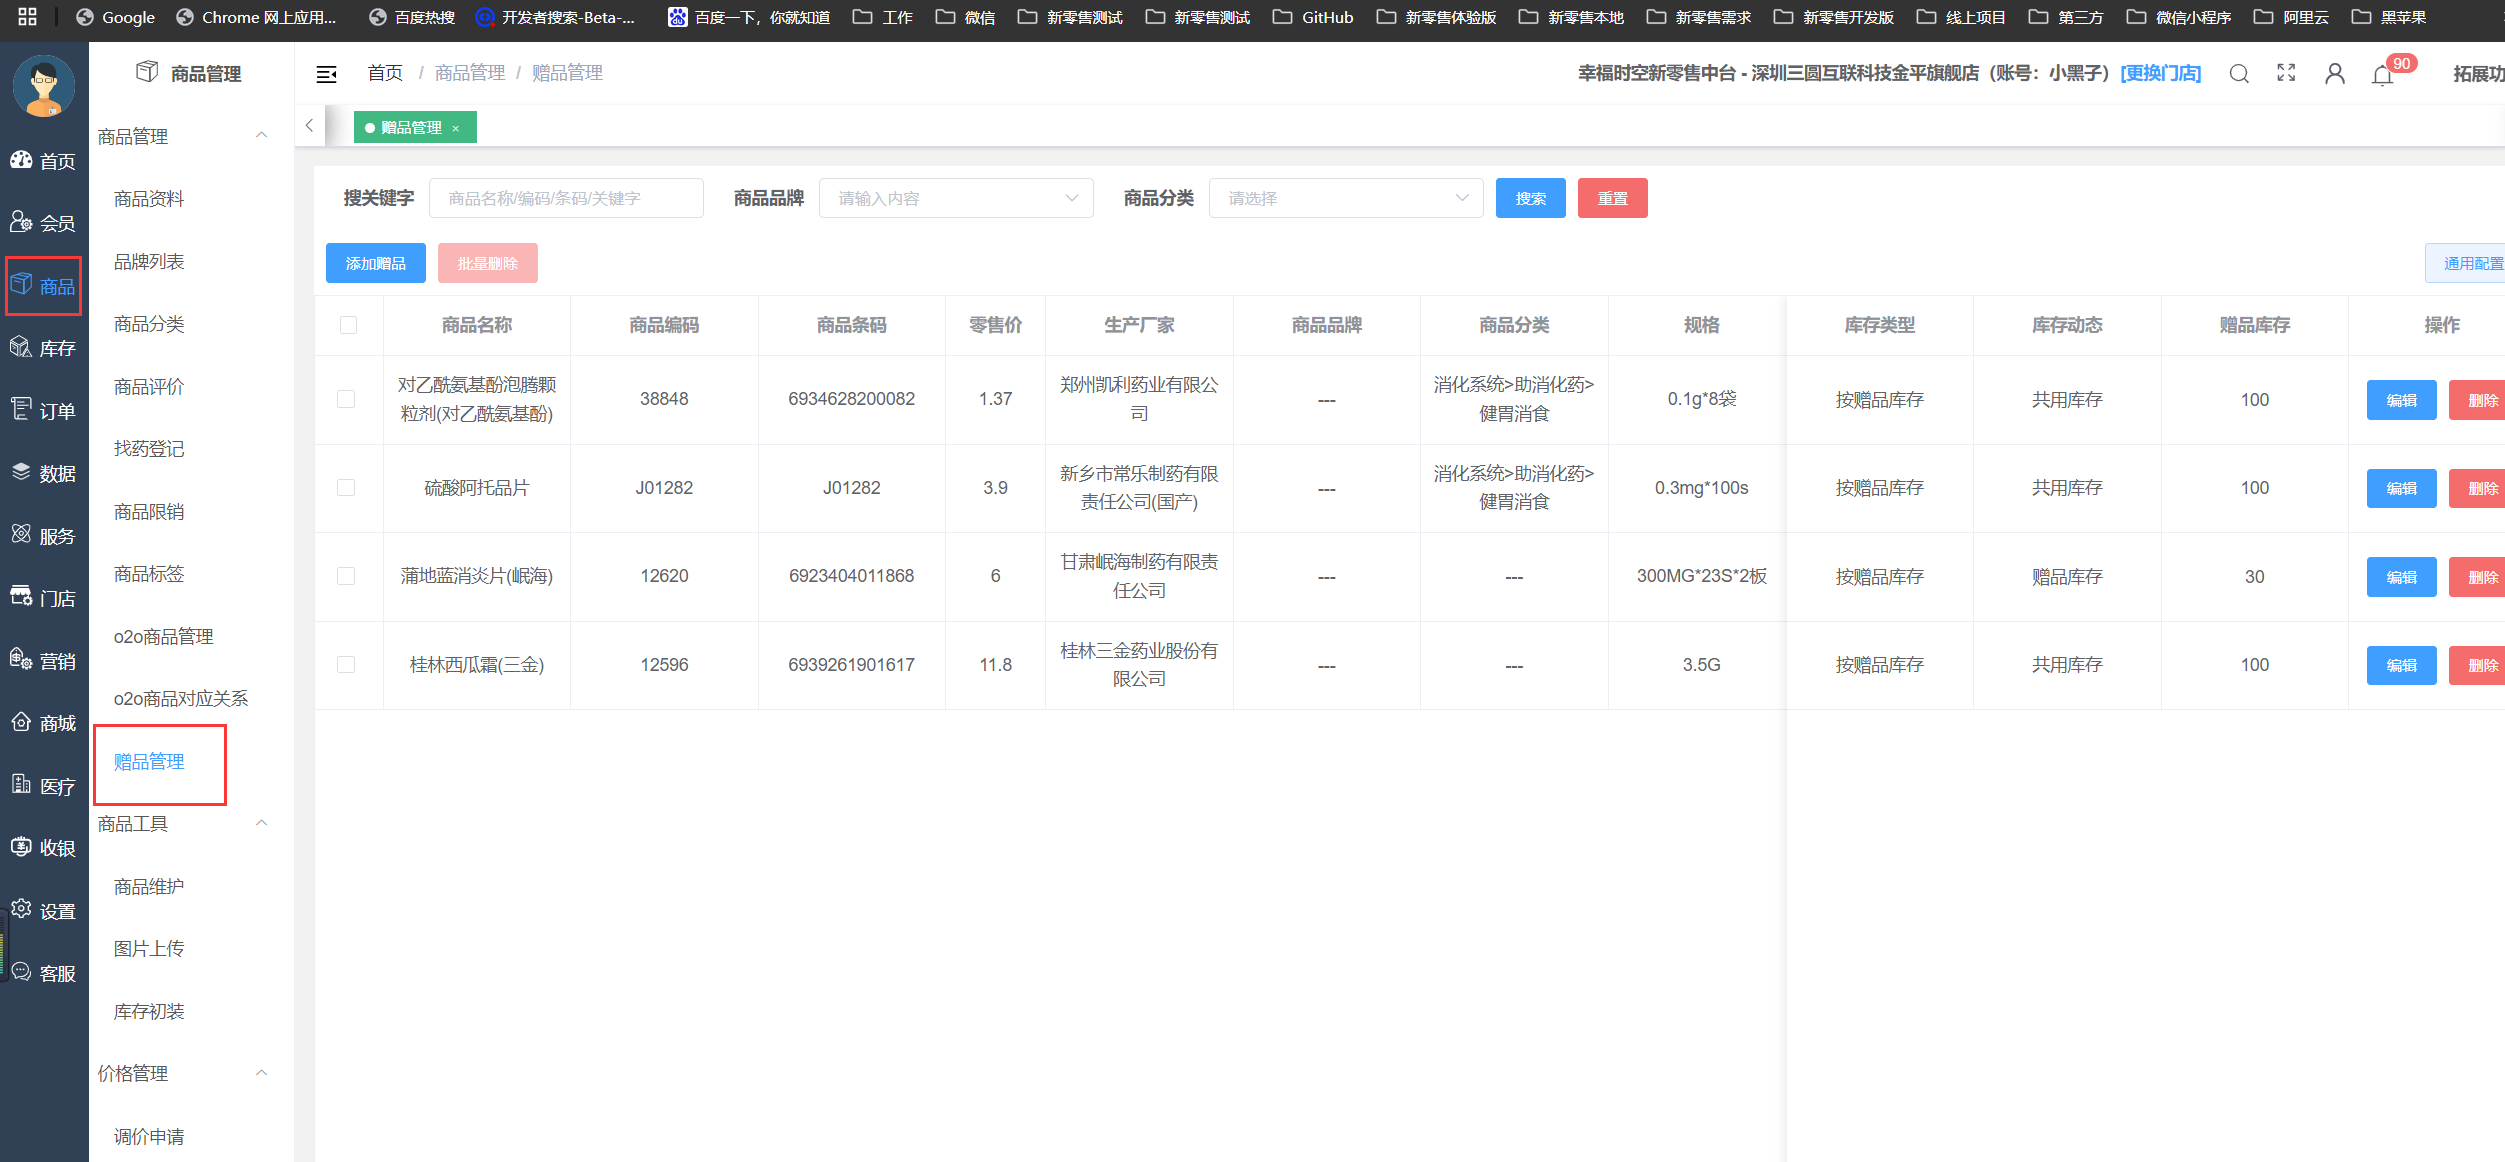 Google Chrome 网上应用... 百度热搜 开发者搜索-Beta-... 百度一下，你就知道 工作 微信 新零售测试 新零售测试 GitHub 新零售体验版 新零售本地 新零售需求 新零售开发版 线上项目 第三方 微信小程序 阿里云 黑苹果
首页
会员
商品
库存
订单
数据
服务
门店
营销
商城
医疗
收银
设置
客服
商品管理
商品管理
商品资料
品牌列表
商品分类
商品评价
找药登记
商品限销
商品标签
o2o商品管理
o2o商品对应关系
赠品管理
商品工具
商品维护
图片上传
库存初装
价格管理
调价申请
首页 / 商品管理 / 赠品管理
幸福时空新零售中台 - 深圳三圆互联科技金平旗舰店（账号：小黑子） [更换门店] 90 拓展功
赠品管理 ×
搜关键字 商品名称/编码/条码/关键字 商品品牌 请输入内容 商品分类 请选择 搜索 重置
添加赠品 批量删除 通用配置
商品名称 商品编码 商品条码 零售价 生产厂家 商品品牌 商品分类 规格 库存类型 库存动态 赠品库存 操作
对乙酰氨基酚泡腾颗粒剂(对乙酰氨基酚) 38848 6934628200082 1.37 郑州凯利药业有限公司 --- 消化系统>助消化药>健胃消食 0.1g*8袋 按赠品库存 共用库存 100 编辑 删除
硫酸阿托品片 J01282 J01282 3.9 新乡市常乐制药有限责任公司(国产) --- 消化系统>助消化药>健胃消食 0.3mg*100s 按赠品库存 共用库存 100 编辑 删除
蒲地蓝消炎片(岷海) 12620 6923404011868 6 甘肃岷海制药有限责任公司 --- --- 300MG*23S*2板 按赠品库存 赠品库存 30 编辑 删除
桂林西瓜霜(三金) 12596 6939261901617 11.8 桂林三金药业股份有限公司 --- --- 3.5G 按赠品库存 共用库存 100 编辑 删除